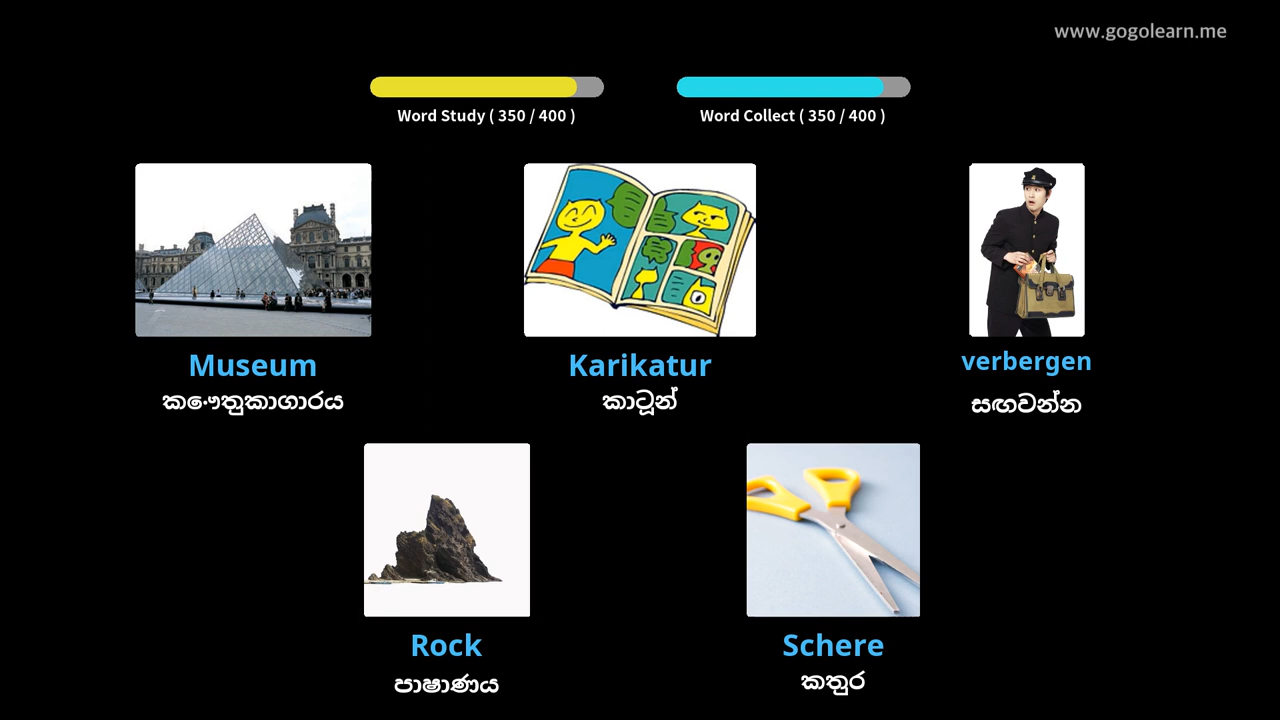 www.gogolearn.me
Word Study ( 350 / 400 )
Word Collect ( 350 / 400 )
Museum
Karikatur
verbergen
කෞතුකාගාරය
කාටූන්
සඟවන්න
Rock
Schere
පාෂාණය
කතුර